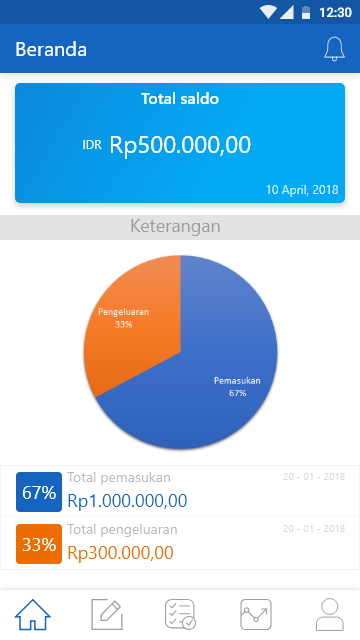 12:30
Beranda
Total saldo
IDR Rp500.000,00
10 April, 2018
Keterangan
Pengeluaran
33%
Pemasukan
67%
67%
Total pemasukan
20 - 01 - 2018
Rp1.000.000,00
33%
Total pengeluaran
20 - 01 - 2018
Rp300.000,00